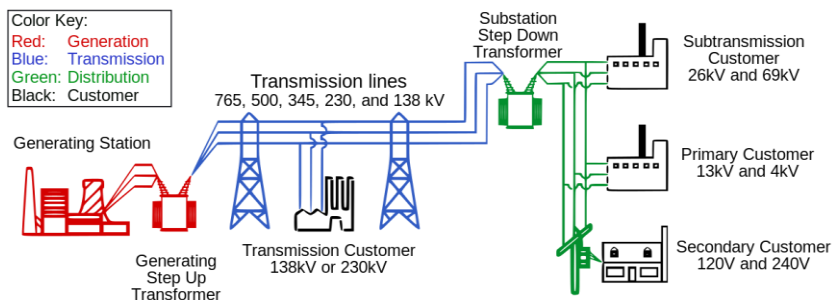 Color Key:
Red: Generation
Blue: Transmission
Green: Distribution
Black: Customer
Generating Station
Generating
Step Up
Transformer
Transmission lines
765, 500, 345, 230, and 138 kV
Transmission Customer
138kV or 230kV
Substation
Step Down
Transformer
Subtransmission
Customer
26kV and 69kV
Primary Customer
13kV and 4kV
Secondary Customer
120V and 240V